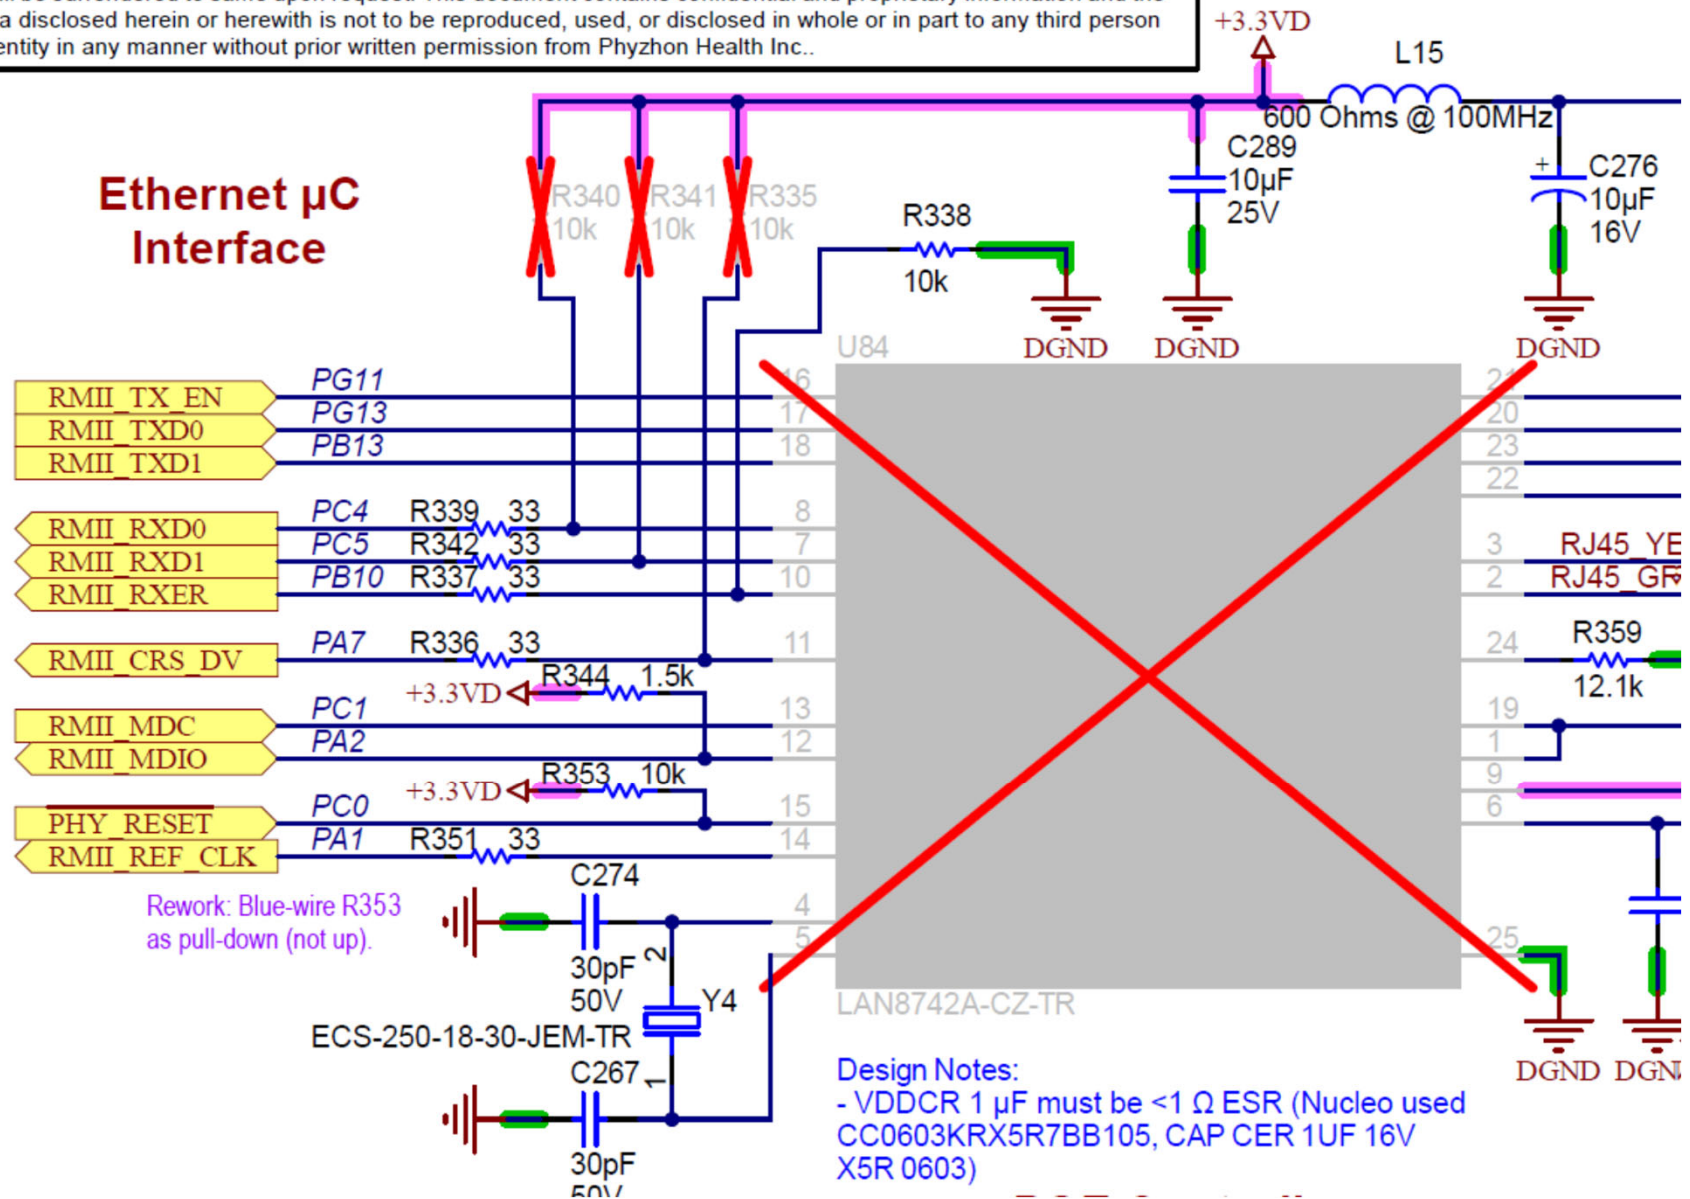 a disclosed herein or herewith is not to be reproduced, used, or disclosed in whole or in part to any third person
entity in any manner without prior written permission from Phyzhon Health Inc..
+3.3VD
L15
600 Ohms @ 100MHz
C289
10µF
25V
+
C276
10µF
16V
Ethernet µC
Interface
R340
10k
R341
10k
R335
10k
R338
10k
DGND
DGND
DGND
U84
RMII_TX_EN
PG11
16
21
RMII_TXD0
PG13
17
20
RMII_TXD1
PB13
18
23
22
RMII_RXD0
PC4
R339
33
8
RMII_RXD1
PC5
R342
33
7
3
RJ45_YE
RMII_RXER
PB10
R337
33
10
2
RJ45_GR
RMII_CRS_DV
PA7
R336
33
11
24
R359
12.1k
+3.3VD
R344
1.5k
RMII_MDC
PC1
13
19
RMII_MDIO
PA2
12
1
+3.3VD
R353
10k
9
PHY_RESET
PC0
15
6
RMII_REF_CLK
PA1
R351
33
14
Rework: Blue-wire R353
as pull-down (not up).
C274
30pF
50V
4
5
25
2
Y4
ECS-250-18-30-JEM-TR
1
C267
30pF
50V
LAN8742A-CZ-TR
DGND
Design Notes:
- VDDCR 1 µF must be <1 Ω ESR (Nucleo used
CC0603KRX5R7BB105, CAP CER 1UF 16V
X5R 0603)